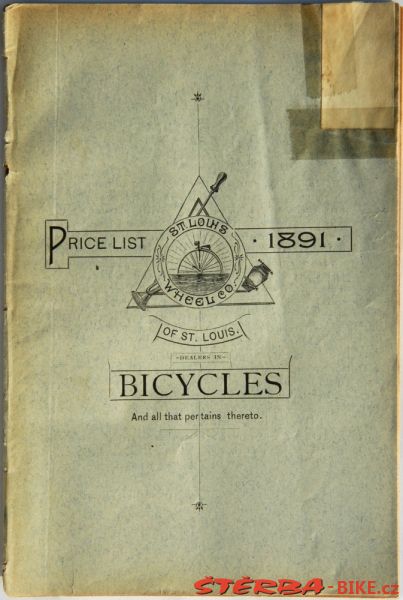 PRICE LIST · 1891 ·
ST. LOUIS
WHEEL CO.
OF ST. LOUIS.
-DEALERS IN-
BICYCLES
And all that pertains thereto.
ŠTĚRBA-BIKE.cz